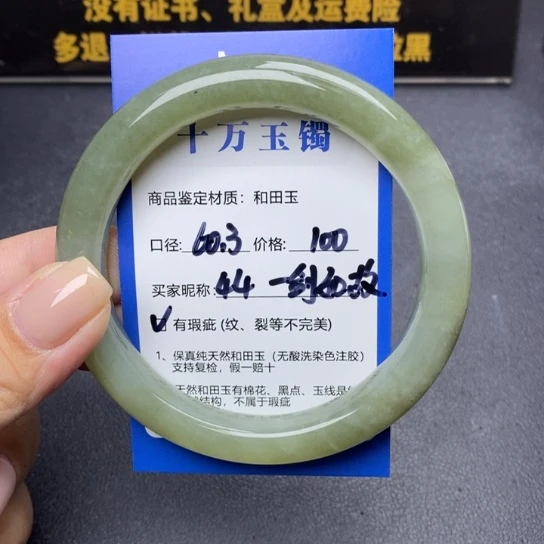 没有证书、礼盒及运费险
多退
拉黑
十万玉镯
商品鉴定材质：和田玉
口径: 60.3 价格: 100
买家昵称: 44 一剑如故
☑ 有瑕疵 (纹、裂等不完美)
1、保真纯天然和田玉（无酸洗染色注胶）
支持复检，假一赔十
天然和田玉有棉花、黑点、玉线是
结构，不属于瑕疵